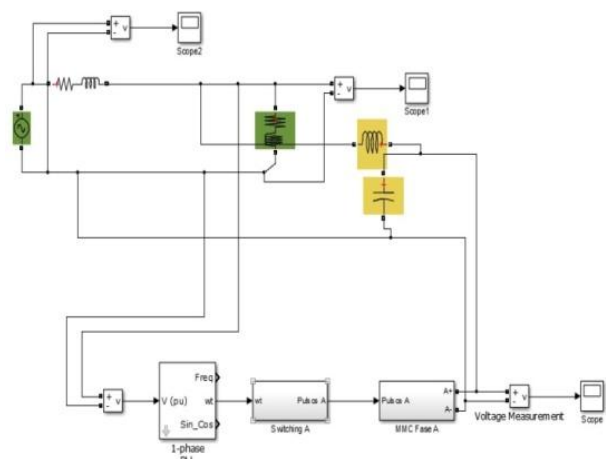 +
-
v
Scope2
+
-
v
Scope1
+
-
v
V (pu)
Freq
wt
Sin_Cos
1-phase
wt
Pulsos A
Switching A
Pulsos A
A+
A-
MMC Fase A
+
-
v
Voltage Measurement
Scope